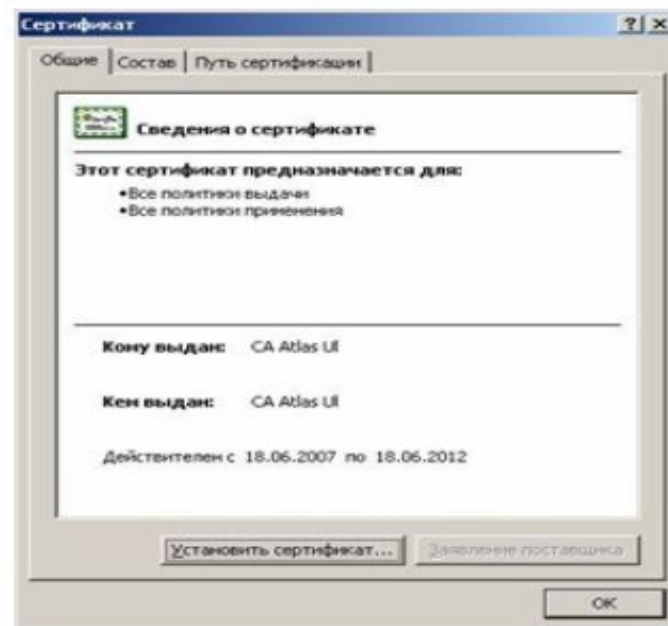 Сертификат
Общие Состав Путь сертификации
Сведения о сертификате
Этот сертификат предназначается для:
•Все политики выдачи
•Все политики применения
Кому выдан: CA Atlas Ul
Кем выдан: CA Atlas Ul
Действителен с 18.06.2007 по 18.06.2012
Установить сертификат... Заявление поставщика
OK